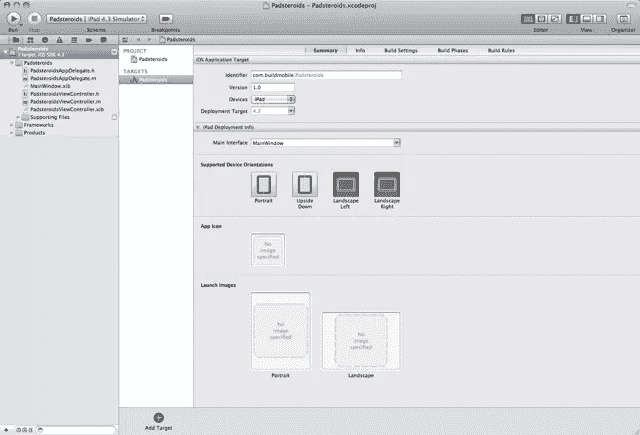 Padsteroids – Padsteroids.xcodeproj
Padsteroids | iPad 4.3 Simulator
Run Stop Scheme Breakpoints Editor View Organizer
Padsteroids
1 target, iOS SDK 4.3
Padsteroids
PadsteroidsAppDelegate.h
PadsteroidsAppDelegate.m
MainWindow.xib
PadsteroidsViewController.h
PadsteroidsViewController.m
PadsteroidsViewController.xib
Supporting Files
Frameworks
Products
Padsteroids
PROJECT
Padsteroids
TARGETS
Padsteroids
Summary Info Build Settings Build Phases Build Rules
iOS Application Target
Identifier com.buildmobile.Padsteroids
Version 1.0
Devices iPad
Deployment Target 4.3
iPad Deployment Info
Main Interface MainWindow
Supported Device Orientations
Portrait Upside Down Landscape Left Landscape Right
App Icon
No image specified
Launch Images
No image specified No image specified
Portrait Landscape
Add Target